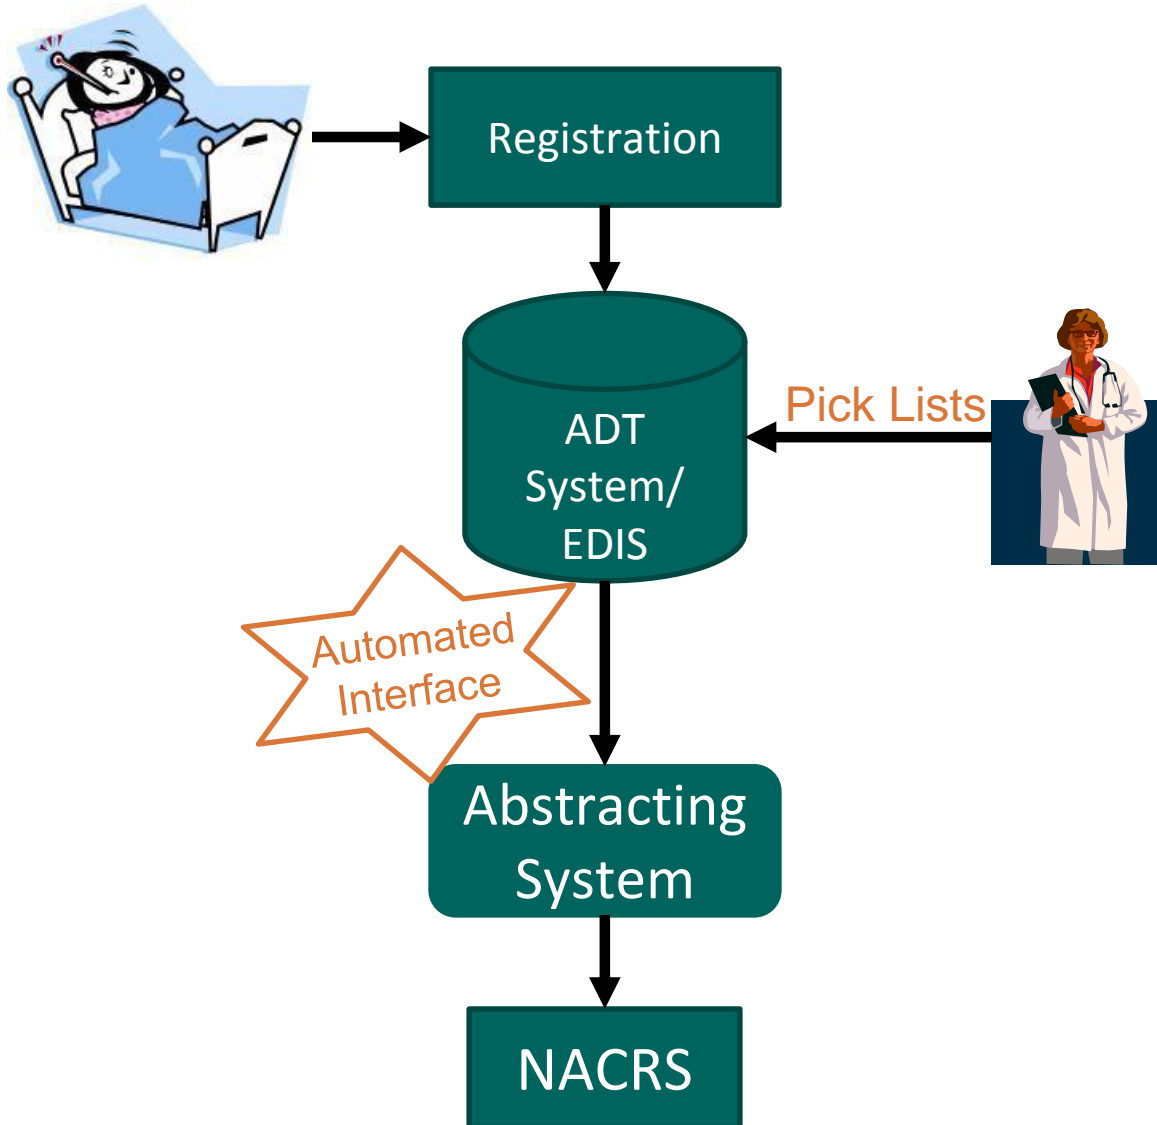 Registration
ADT
System/
EDIS
Pick Lists
Automated
Interface
Abstracting
System
NACRS